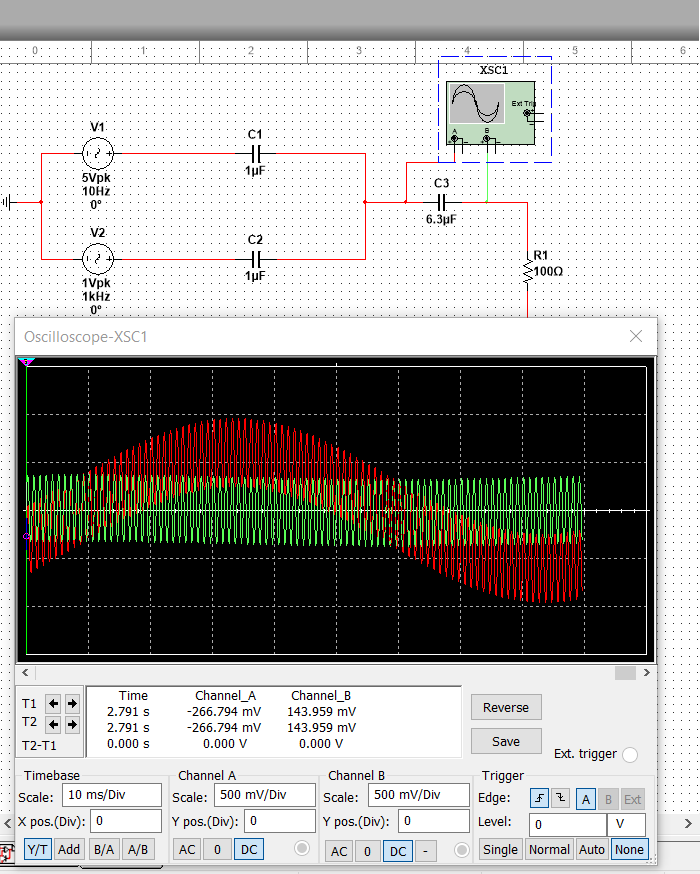 0 1 2 3 4 5 6
XSC1
Ext Trig
A B
V1
5Vpk
10Hz
0°
C1
1µF
C3
6.3µF
V2
1Vpk
1kHz
0°
C2
1µF
R1
100Ω
Oscilloscope-XSC1
Time Channel_A Channel_B
T1 2.791 s -266.794 mV 143.959 mV
T2 2.791 s -266.794 mV 143.959 mV
T2-T1 0.000 s 0.000 V 0.000 V
Reverse
Save
Ext. trigger
Timebase
Scale: 10 ms/Div
X pos.(Div): 0
Y/T Add B/A A/B
Channel A
Scale: 500 mV/Div
Y pos.(Div): 0
AC 0 DC
Channel B
Scale: 500 mV/Div
Y pos.(Div): 0
AC 0 DC -
Trigger
Edge: A B Ext
Level: 0 V
Single Normal Auto None